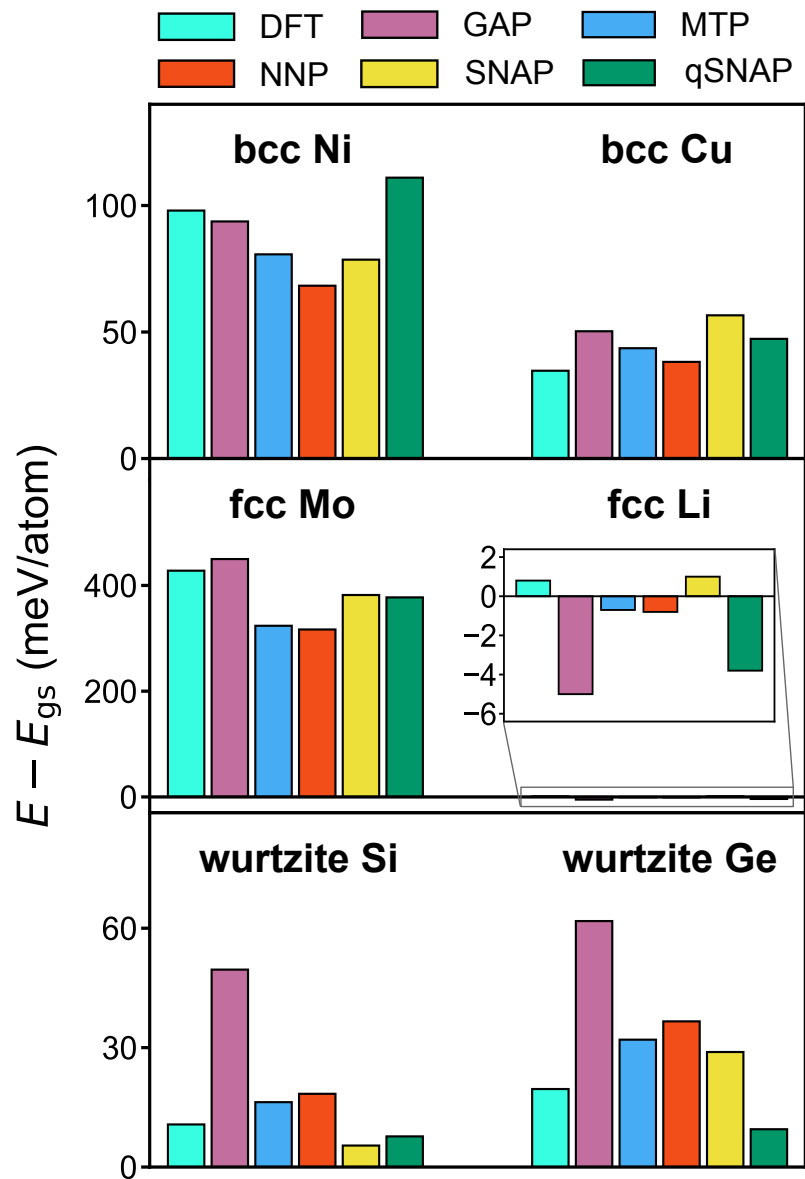 DFT GAP MTP
NNP SNAP qSNAP
bcc Ni bcc Cu
100
50
0
fcc Mo fcc Li
400
200
0
2
0
−2
−4
−6
E − Egs (meV/atom)
wurtzite Si wurtzite Ge
60
30
0